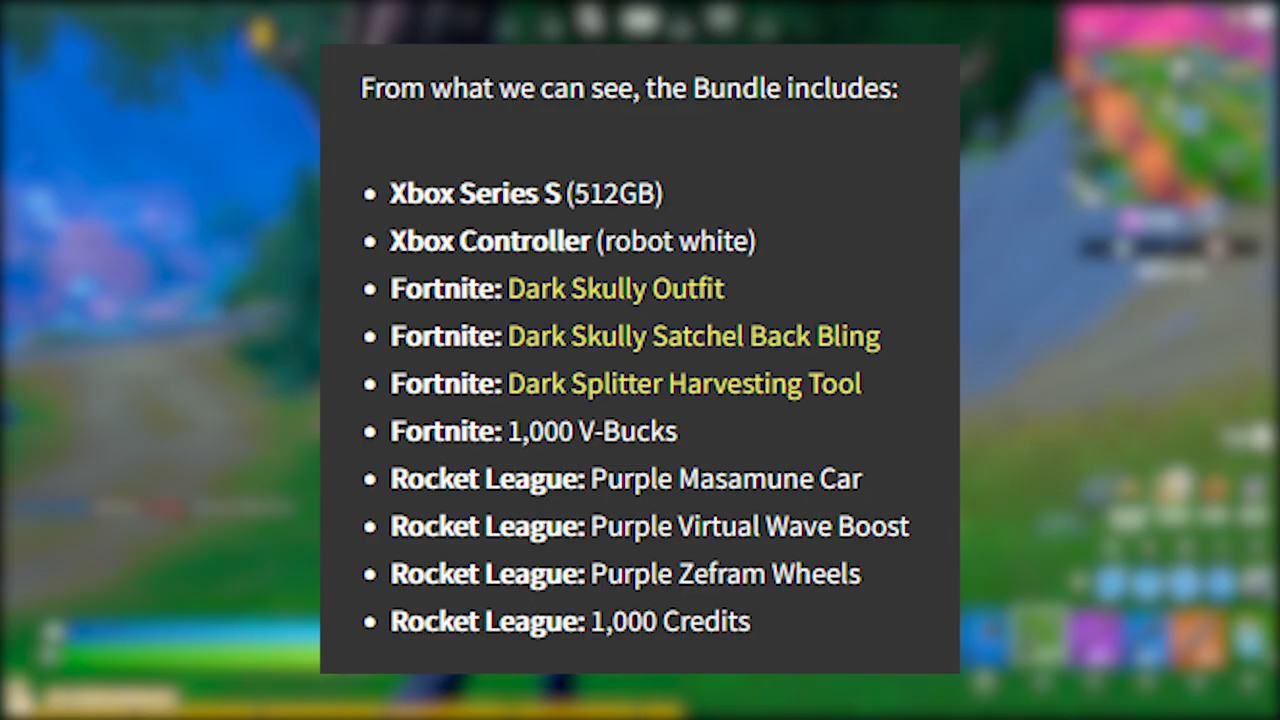 From what we can see, the Bundle includes:
• Xbox Series S (512GB)
• Xbox Controller (robot white)
• Fortnite: Dark Skully Outfit
• Fortnite: Dark Skully Satchel Back Bling
• Fortnite: Dark Splitter Harvesting Tool
• Fortnite: 1,000 V-Bucks
• Rocket League: Purple Masamune Car
• Rocket League: Purple Virtual Wave Boost
• Rocket League: Purple Zefram Wheels
• Rocket League: 1,000 Credits